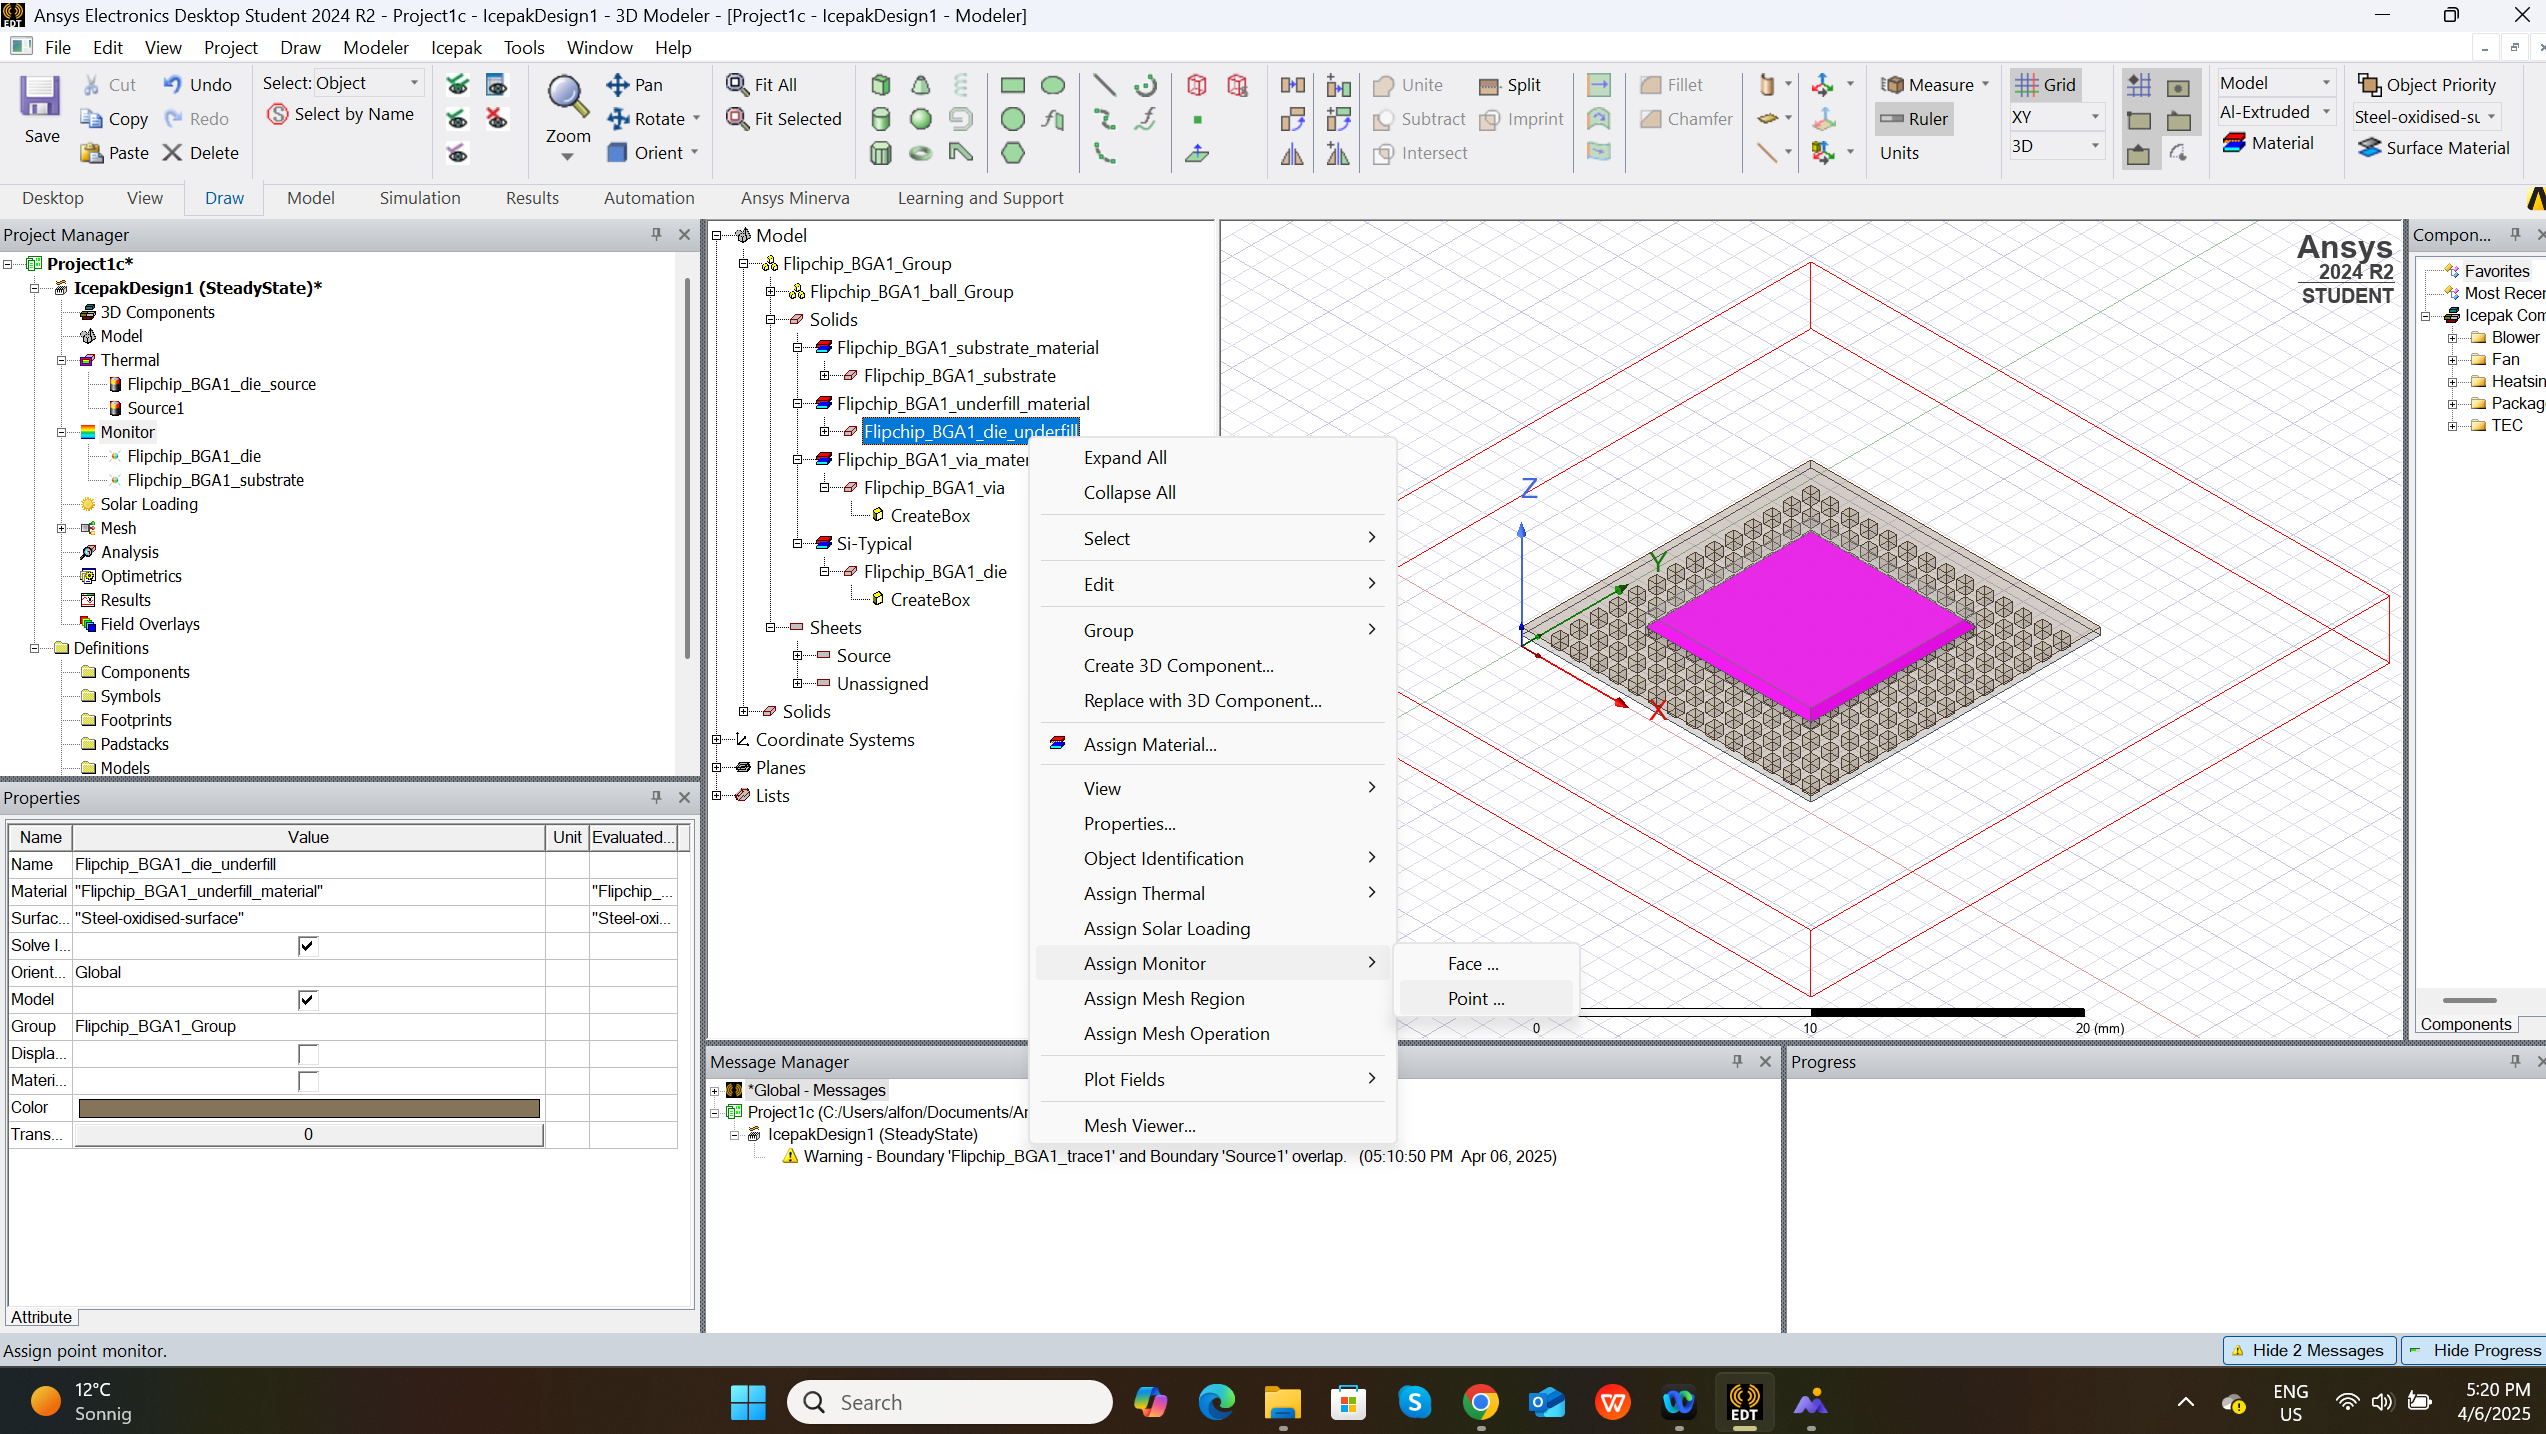 Ansys Electronics Desktop Student 2024 R2 - Project1c - IcepakDesign1 - 3D Modeler - [Project1c - IcepakDesign1 - Modeler]
File Edit View Project Draw Modeler Icepak Tools Window Help
Save
Cut
Copy
Paste
Undo
Redo
Delete
Select: Object
Select by Name
Zoom
Pan
Rotate
Orient
Fit All
Fit Selected
Unite
Subtract
Intersect
Split
Imprint
Fillet
Chamfer
Measure
Ruler
Units
Grid
XY
3D
Model
Al-Extruded
Material
Object Priority
Steel-oxidised-su
Surface Material
Desktop View Draw Model Simulation Results Automation Ansys Minerva Learning and Support
Project Manager
Project1c*
IcepakDesign1 (SteadyState)*
3D Components
Model
Thermal
Flipchip_BGA1_die_source
Source1
Monitor
Flipchip_BGA1_die
Flipchip_BGA1_substrate
Solar Loading
Mesh
Analysis
Optimetrics
Results
Field Overlays
Definitions
Components
Symbols
Footprints
Padstacks
Models
Properties
Name Value Unit Evaluated...
Name Flipchip_BGA1_die_underfill
Material "Flipchip_BGA1_underfill_material" "Flipchip_...
Surfac... "Steel-oxidised-surface" "Steel-oxi...
Solve I...
Orient... Global
Model
Group Flipchip_BGA1_Group
Displa...
Materi...
Color
Trans... 0
Attribute
Model
Flipchip_BGA1_Group
Flipchip_BGA1_ball_Group
Solids
Flipchip_BGA1_substrate_material
Flipchip_BGA1_substrate
Flipchip_BGA1_underfill_material
Flipchip_BGA1_die_underfill
Flipchip_BGA1_via_mater
Flipchip_BGA1_via
CreateBox
Si-Typical
Flipchip_BGA1_die
CreateBox
Sheets
Source
Unassigned
Solids
Coordinate Systems
Planes
Lists
Expand All
Collapse All
Select
Edit
Group
Create 3D Component...
Replace with 3D Component...
Assign Material...
View
Properties...
Object Identification
Assign Thermal
Assign Solar Loading
Assign Monitor
Assign Mesh Region
Assign Mesh Operation
Plot Fields
Mesh Viewer...
Face ...
Point ...
Ansys
2024 R2
STUDENT
Z
Y
X
0 10 20 (mm)
Compon...
Favorites
Most Recen
Icepak Com
Blower
Fan
Heatsin
Packag
TEC
Components
Message Manager
*Global - Messages
Project1c (C:/Users/alfon/Documents/Ar
IcepakDesign1 (SteadyState)
Warning - Boundary 'Flipchip_BGA1_trace1' and Boundary 'Source1' overlap. (05:10:50 PM Apr 06, 2025)
Progress
Assign point monitor.
Hide 2 Messages
Hide Progress
12°C
Sonnig
Search
EDT
ENG
US
5:20 PM
4/6/2025